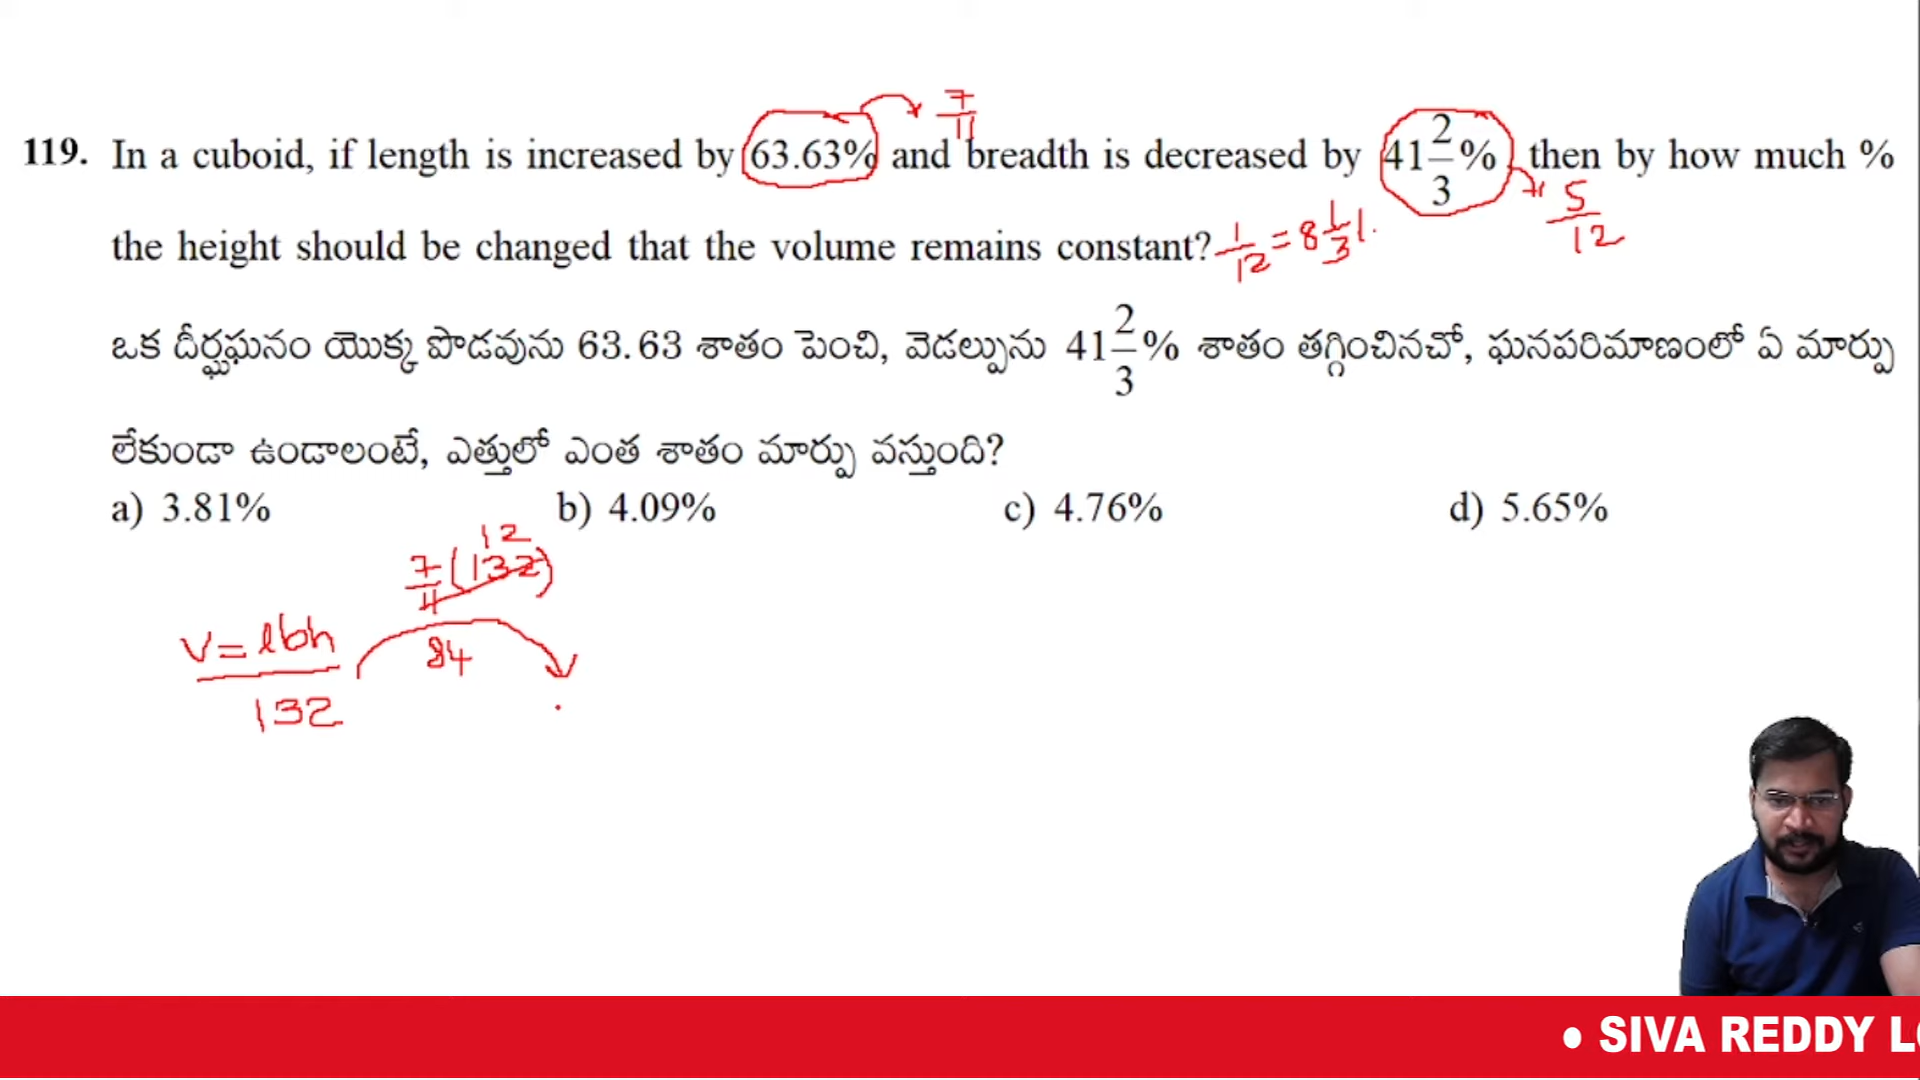 7/11
119. In a cuboid, if length is increased by 63.63% and breadth is decreased by 41 2/3 % then by how much %
5/12
the height should be changed that the volume remains constant? 1/12 = 8 1/3 %
ఒక దీర్ఘఘనం యొక్క పొడవును 63.63 శాతం పెంచి, వెడల్పును 41 2/3 % శాతం తగ్గించినచో, ఘనపరిమాణంలో ఏ మార్పు
లేకుండా ఉండాలంటే, ఎత్తులో ఎంత శాతం మార్పు వస్తుంది?
a) 3.81% b) 4.09% c) 4.76% d) 5.65%
12
7/11 (132)
V = lbh
84
132
• SIVA REDDY L